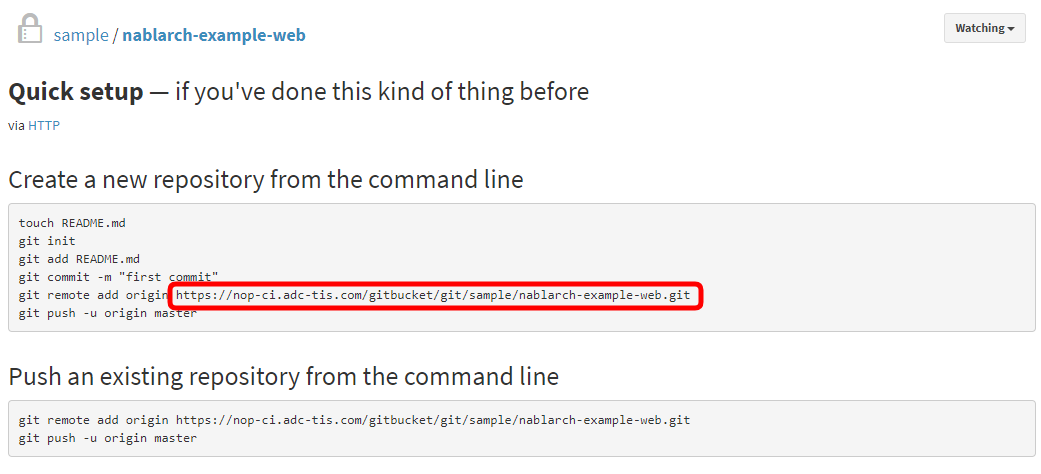 sample / nablarch-example-web
Watching
Quick setup — if you've done this kind of thing before
via HTTP
Create a new repository from the command line
touch README.md
git init
git add README.md
git commit -m "first commit"
git remote add origin https://nop-ci.adc-tis.com/gitbucket/git/sample/nablarch-example-web.git
git push -u origin master
Push an existing repository from the command line
git remote add origin https://nop-ci.adc-tis.com/gitbucket/git/sample/nablarch-example-web.git
git push -u origin master